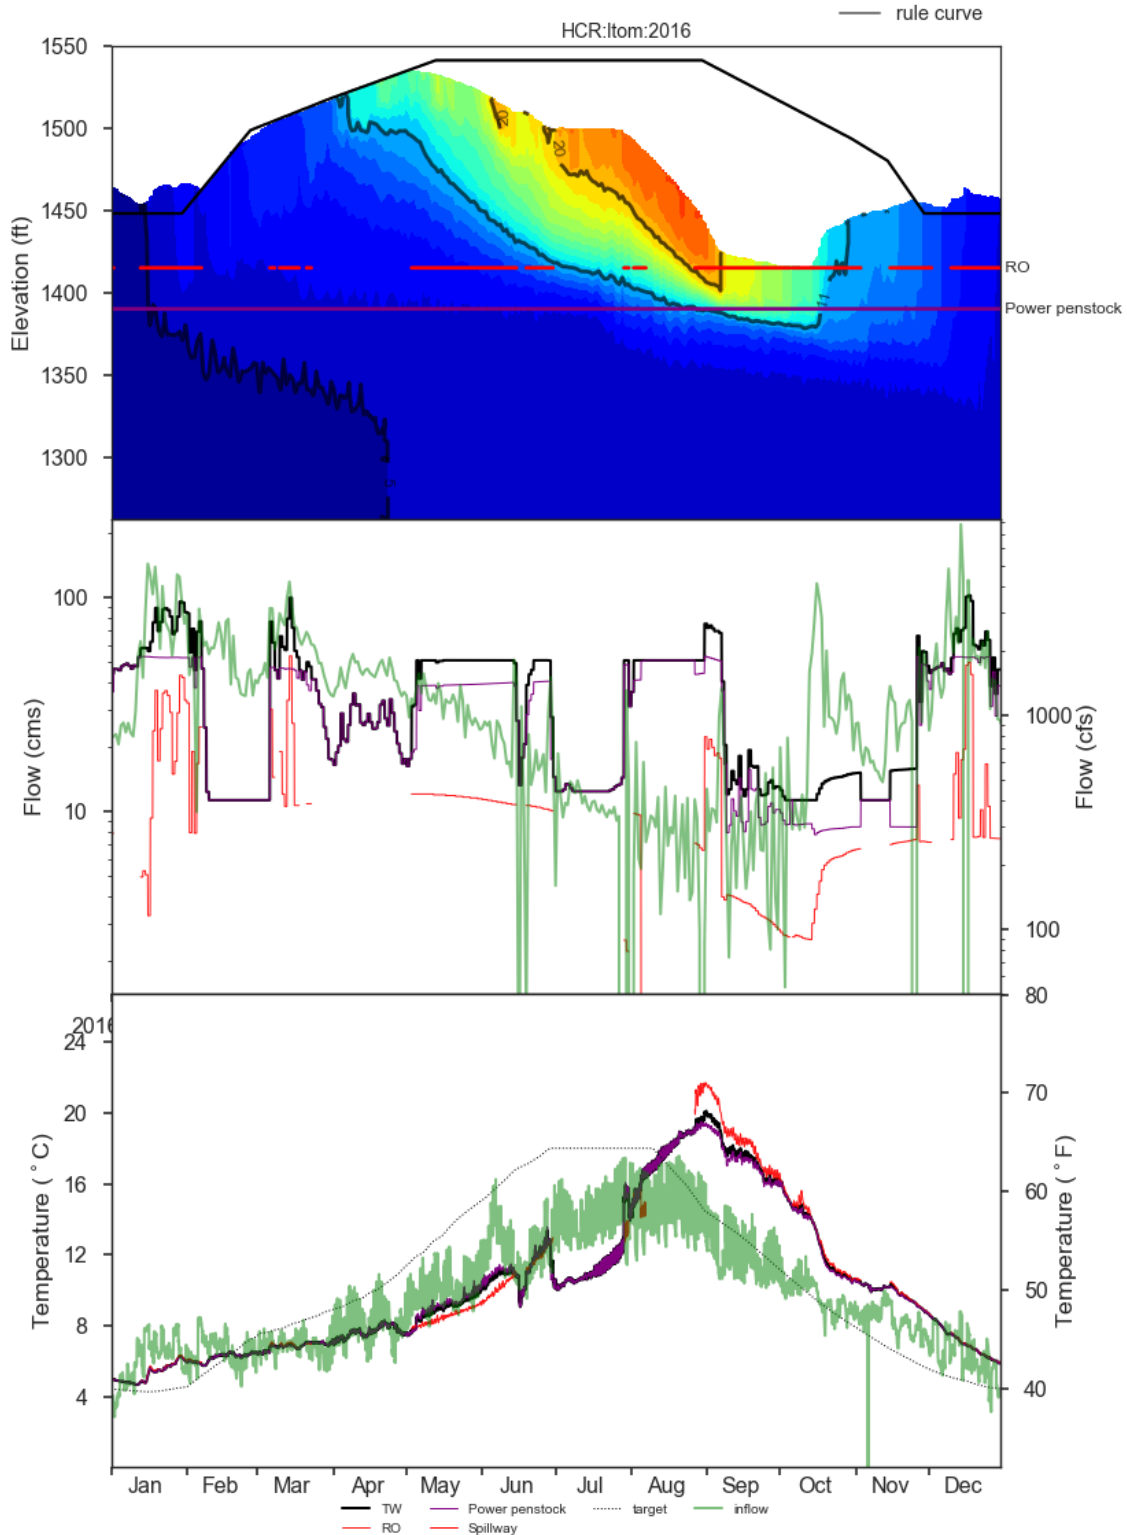 rule curve
HCR:Itom:2016
1550
1500
1450
1400
1350
1300
Elevation (ft)
20
20
11
5
RO
Power penstock
100
10
Flow (cms)
1000
100
80
Flow (cfs)
2016
24
20
16
12
8
4
Temperature (°C)
70
60
50
40
Temperature (°F)
Jan Feb Mar Apr May Jun Jul Aug Sep Oct Nov Dec
TW Power penstock target inflow
RO Spillway